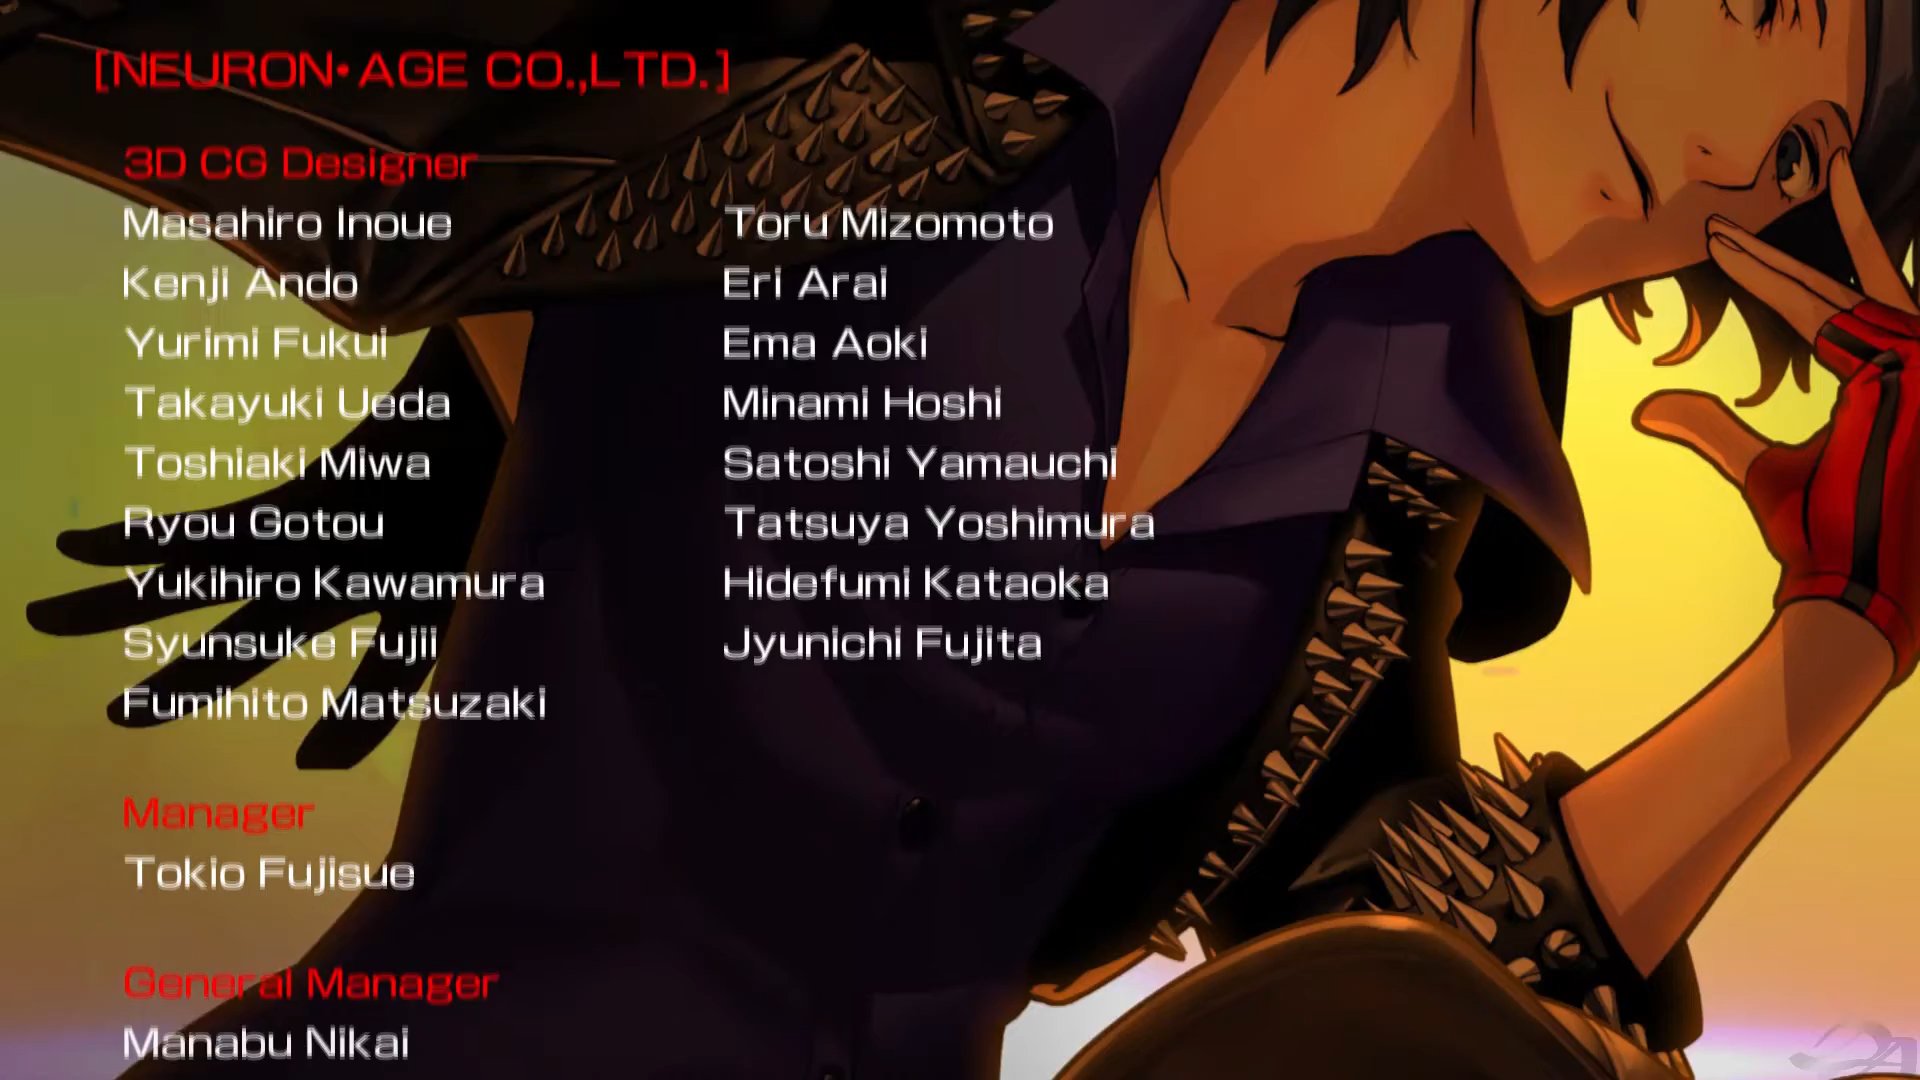 [NEURON•AGE CO.,LTD.]
3D CG Designer
Masahiro Inoue
Toru Mizomoto
Kenji Ando
Eri Arai
Yurimi Fukui
Ema Aoki
Takayuki Ueda
Minami Hoshi
Toshiaki Miwa
Satoshi Yamauchi
Ryou Gotou
Tatsuya Yoshimura
Yukihiro Kawamura
Hidefumi Kataoka
Syunsuke Fujii
Jyunichi Fujita
Fumihito Matsuzaki
Manager
Tokio Fujisue
General Manager
Manabu Nikai